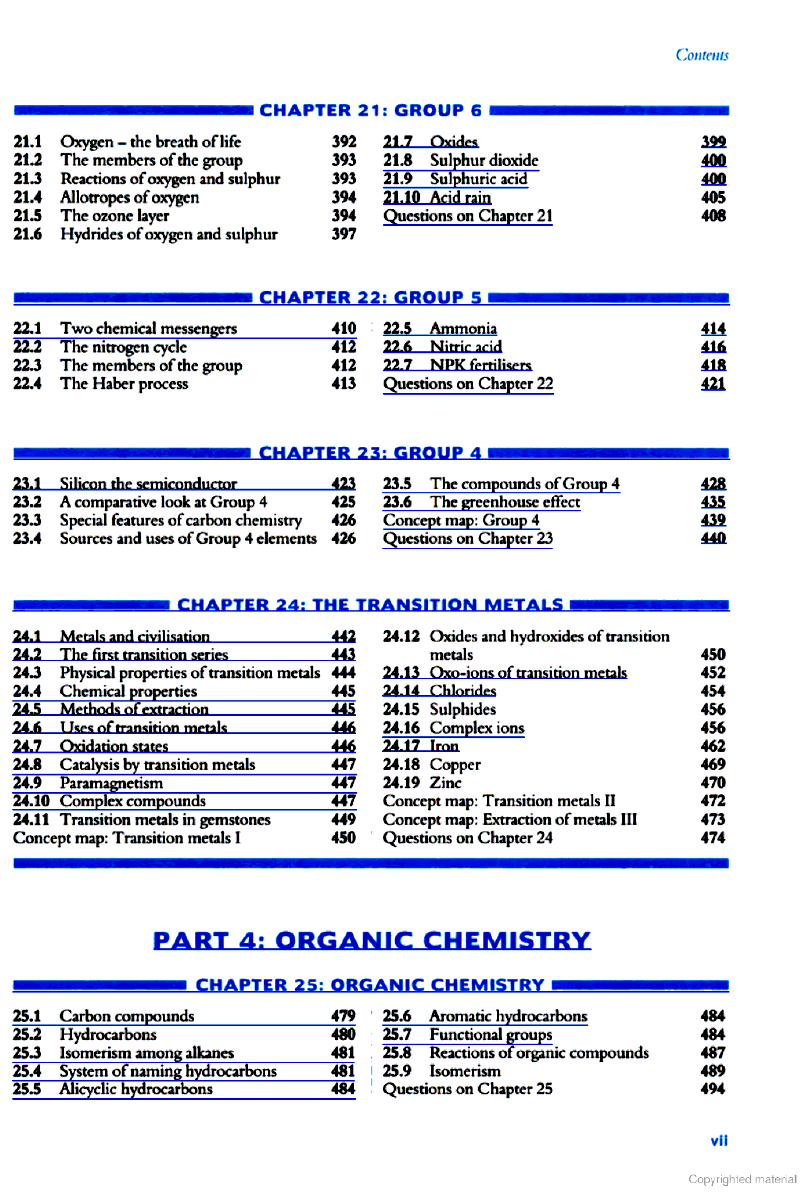 Contents
CHAPTER 21: GROUP 6
21.1 Oxygen – the breath of life 392
21.2 The members of the group 393
21.3 Reactions of oxygen and sulphur 393
21.4 Allotropes of oxygen 394
21.5 The ozone layer 394
21.6 Hydrides of oxygen and sulphur 397
21.7 Oxides 399
21.8 Sulphur dioxide 400
21.9 Sulphuric acid 400
21.10 Acid rain 405
Questions on Chapter 21 408
CHAPTER 22: GROUP 5
22.1 Two chemical messengers 410
22.2 The nitrogen cycle 412
22.3 The members of the group 412
22.4 The Haber process 413
22.5 Ammonia 414
22.6 Nitric acid 416
22.7 NPK fertilisers 418
Questions on Chapter 22 421
CHAPTER 23: GROUP 4
23.1 Silicon the semiconductor 423
23.2 A comparative look at Group 4 425
23.3 Special features of carbon chemistry 426
23.4 Sources and uses of Group 4 elements 426
23.5 The compounds of Group 4 428
23.6 The greenhouse effect 435
Concept map: Group 4 439
Questions on Chapter 23 440
CHAPTER 24: THE TRANSITION METALS
24.1 Metals and civilisation 442
24.2 The first transition series 443
24.3 Physical properties of transition metals 444
24.4 Chemical properties 445
24.5 Methods of extraction 445
24.6 Uses of transition metals 446
24.7 Oxidation states 446
24.8 Catalysis by transition metals 447
24.9 Paramagnetism 447
24.10 Complex compounds 447
24.11 Transition metals in gemstones 449
Concept map: Transition metals I 450
24.12 Oxides and hydroxides of transition
metals 450
24.13 Oxo-ions of transition metals 452
24.14 Chlorides 454
24.15 Sulphides 456
24.16 Complex ions 456
24.17 Iron 462
24.18 Copper 469
24.19 Zinc 470
Concept map: Transition metals II 472
Concept map: Extraction of metals III 473
Questions on Chapter 24 474
PART 4: ORGANIC CHEMISTRY
CHAPTER 25: ORGANIC CHEMISTRY
25.1 Carbon compounds 479
25.2 Hydrocarbons 480
25.3 Isomerism among alkanes 481
25.4 System of naming hydrocarbons 481
25.5 Alicyclic hydrocarbons 484
25.6 Aromatic hydrocarbons 484
25.7 Functional groups 484
25.8 Reactions of organic compounds 487
25.9 Isomerism 489
Questions on Chapter 25 494
vii
Copyrighted material